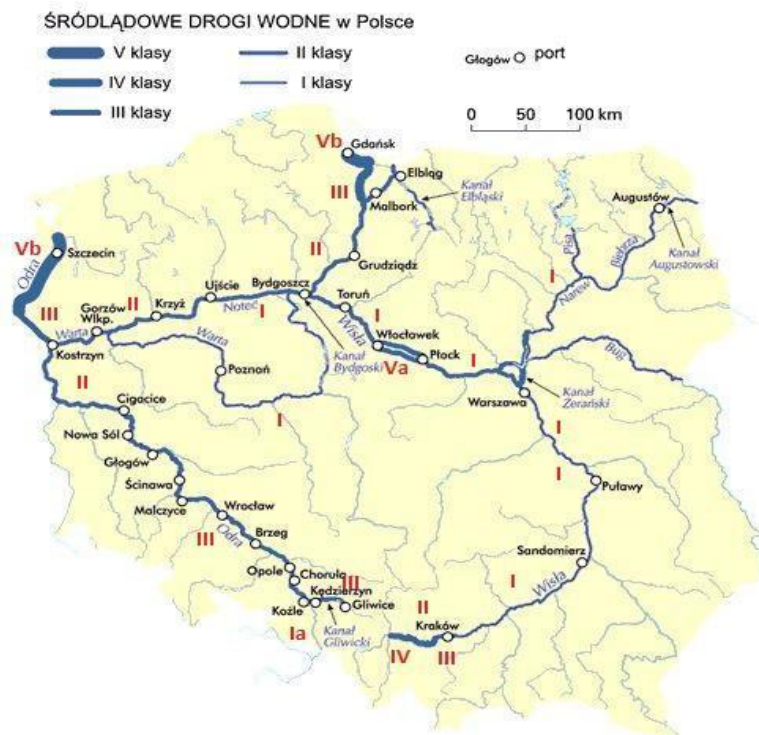 ŚRÓDLĄDOWE DROGI WODNE w Polsce
V klasy
II klasy
Głogów port
IV klasy
I klasy
III klasy
0 50 100 km
Vb
Gdańsk
Elbląg
III
Malbork
Kanał
Elbląski
Augustów
Vb
Szczecin
Odra
II
Grudziądz
Pisa
Biebrza
Kanał
Augustowski
I
Narew
Ujście
Bydgoszcz
Toruń
Krzyż
II
Gorzów
Wlkp.
Noteć
I
Wisła
I
III
Warta
Kostrzyn
Warta
Włocławek
Płock
I
Bug
Kanał
Bydgoski
Va
Poznań
Kanał
Żerański
Warszawa
II
Cigacice
I
I
Nowa Sól
Głogów
I
Ścinawa
Puławy
Malczyce
Wrocław
III
Odra
Brzeg
Sandomierz
Opole
Chorula
III
I
Wisła
Kędzierzyn
Koźle
Gliwice
II
Ia
Kanał
Gliwicki
Kraków
IV
III